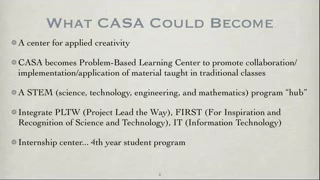 WHAT CASA COULD BECOME
A center for applied creativity
CASA becomes Problem-Based Learning Center to promote collaboration/
implementation/application of material taught in traditional classes
A STEM (science, technology, engineering, and mathematics) program "hub"
Integrate PLTW (Project Lead the Way), FIRST (For Inspiration and
Recognition of Science and Technology), IT (Information Technology)
Internship center... 4th year student program